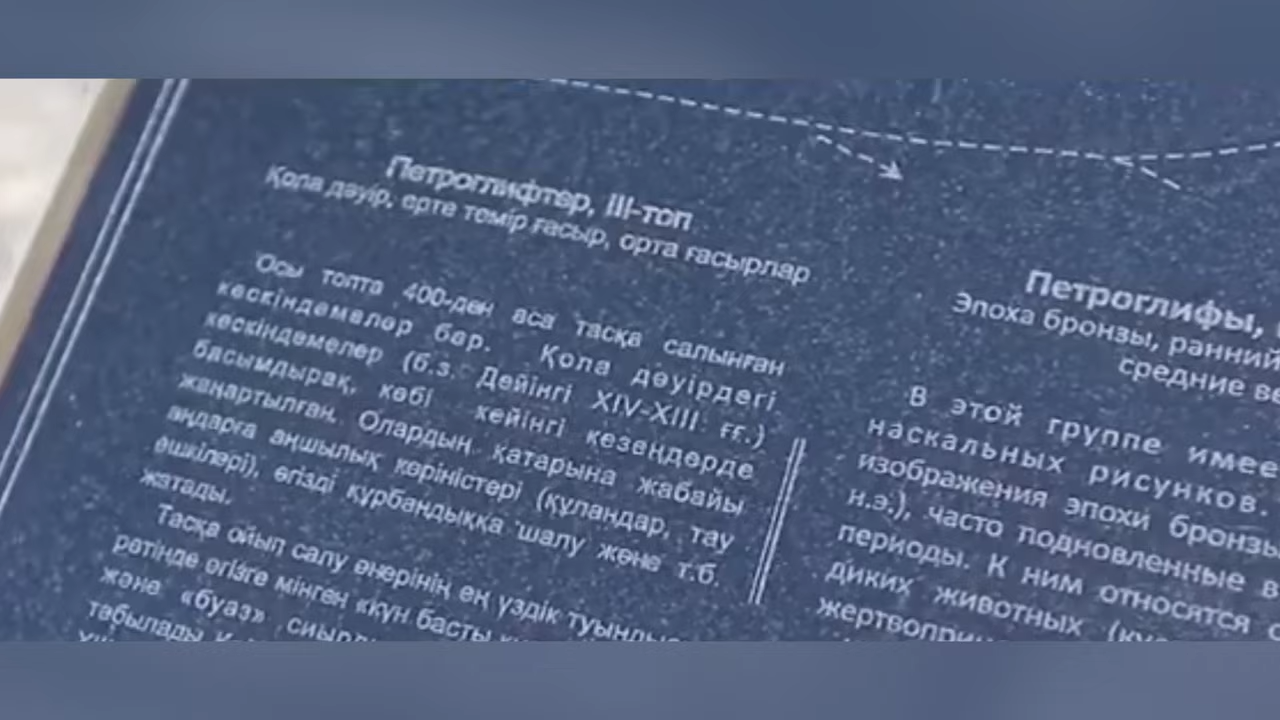 Петроглифтер, III-топ
Қола дәуір, ерте темір ғасыр, орта ғасырлар
Осы топта 400-ден аса тасқа салынған
кескіндемелер бар. Қола дәуірдегі
кескіндемелер (б.з. Дейінгі XIV-XIII ғғ.)
басымдырақ, көбі кейінгі кезеңдерде
жаңартылған. Олардың қатарына жабайы
аңдарға аңшылық көріністері (құландар, тау
ешкілері), өгізді құрбандыққа шалу және т.б.
жатады.
Тасқа ойып салу өнерінің ең үздік
ретінде өгізге мінген «күн басты
және «буаз»
табылады
Петроглифы,
Эпоха бронзы, ранний
средние
В этой группе
наскальных рисунков.
изображения эпохи бронзы
н.э.), часто подновленные в
периоды. К ним относятся
диких животных